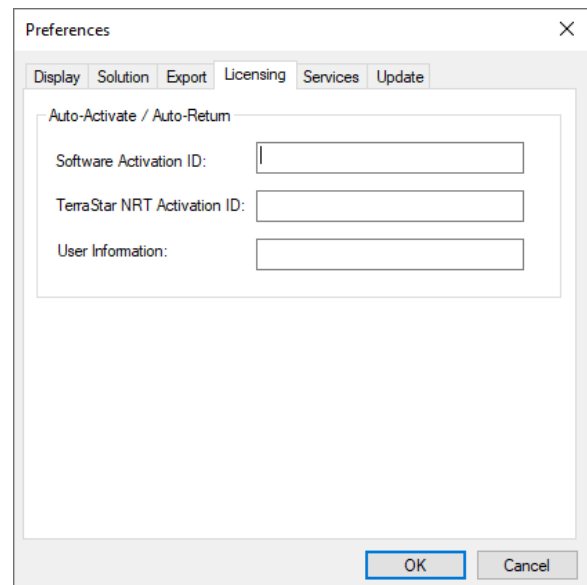 Preferences
Display Solution Export Licensing Services Update
Auto-Activate / Auto-Return
Software Activation ID:
TerraStar NRT Activation ID:
User Information:
OK Cancel